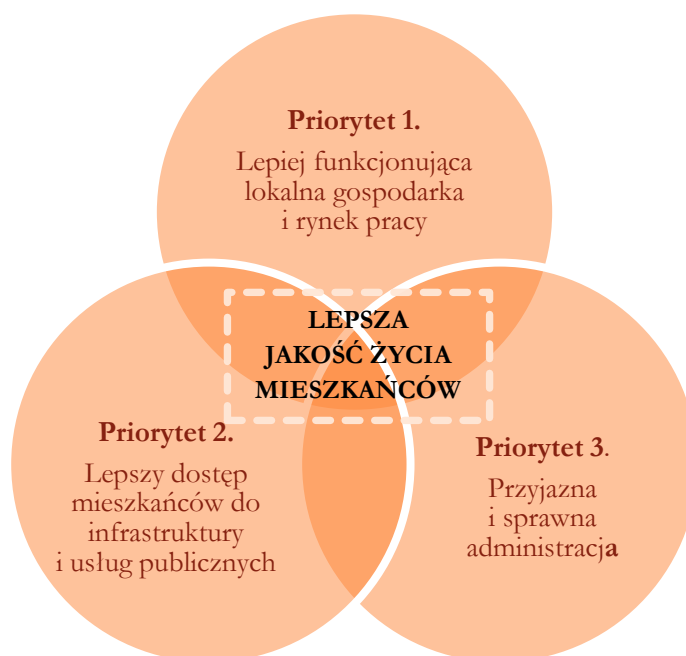 Priorytet 1.
Lepiej funkcjonująca
lokalna gospodarka
i rynek pracy
LEPSZA
JAKOŚĆ ŻYCIA
MIESZKAŃCÓW
Priorytet 2.
Lepszy dostęp
mieszkańców do
infrastruktury
i usług publicznych
Priorytet 3.
Przyjazna
i sprawna
administracja